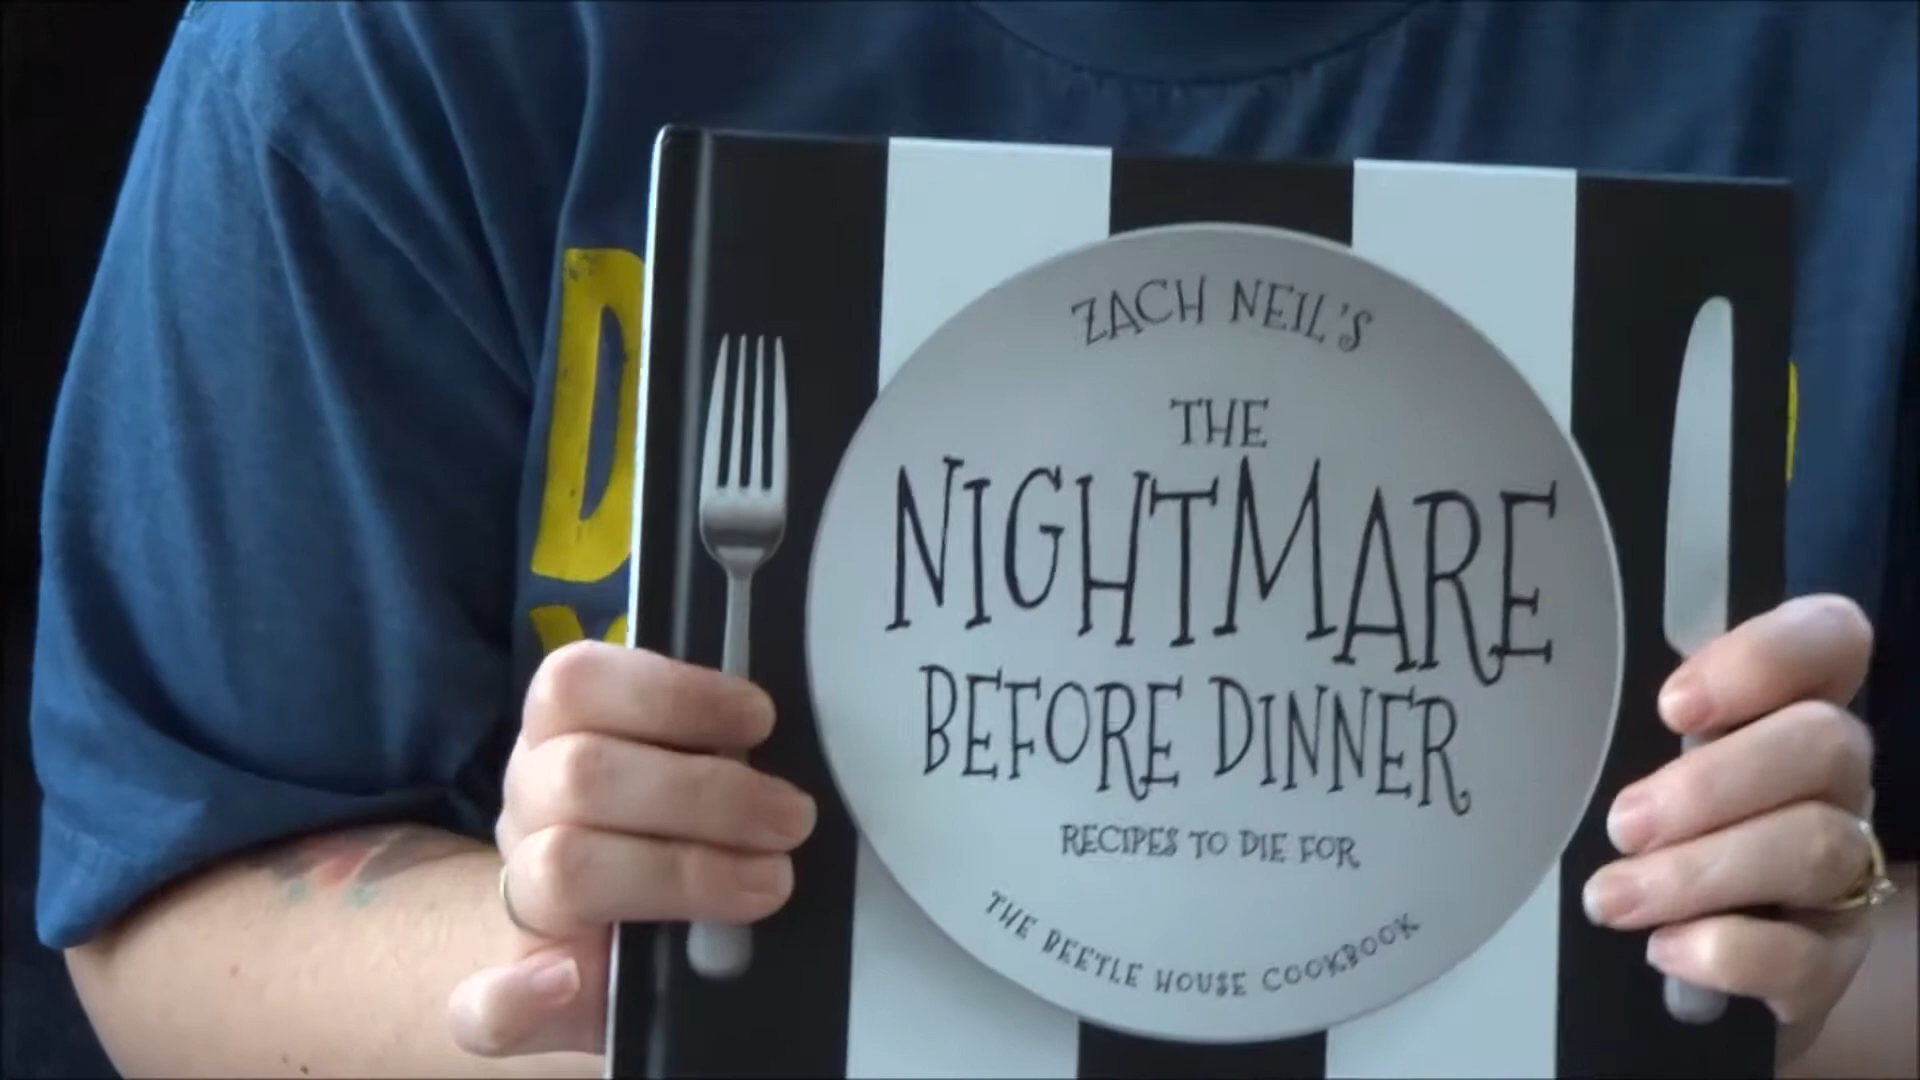 ZACH NEIL'S
THE
NIGHTMARE
BEFORE DINNER
RECIPES TO DIE FOR
THE BEETLE HOUSE COOKBOOK
D